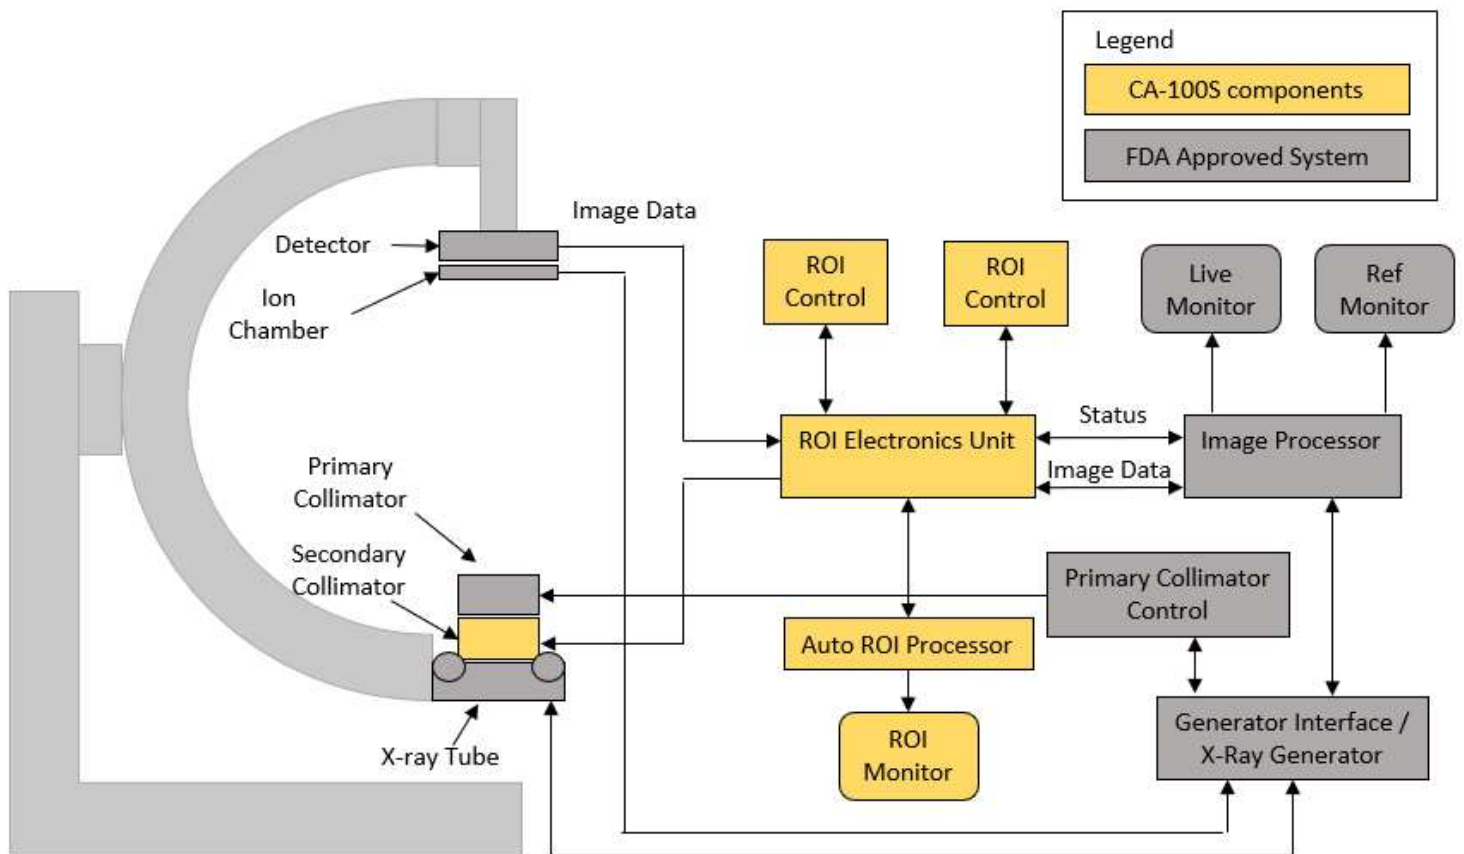 Legend
CA-100S components
FDA Approved System
Image Data
Detector
Ion
Chamber
ROI
Control
ROI
Control
Live
Monitor
Ref
Monitor
ROI Electronics Unit
Status
Image Data
Image Processor
Primary
Collimator
Secondary
Collimator
Primary Collimator
Control
Auto ROI Processor
ROI
Monitor
Generator Interface /
X-Ray Generator
X-ray Tube